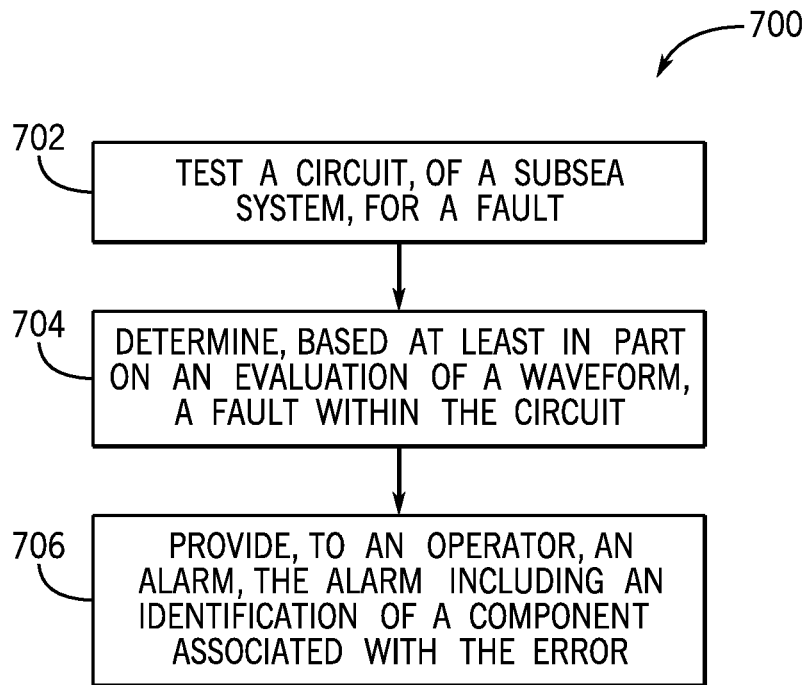 700
702
TEST A CIRCUIT, OF A SUBSEA
SYSTEM, FOR A FAULT
704
DETERMINE, BASED AT LEAST IN PART
ON AN EVALUATION OF A WAVEFORM,
A FAULT WITHIN THE CIRCUIT
706
PROVIDE, TO AN OPERATOR, AN
ALARM, THE ALARM INCLUDING AN
IDENTIFICATION OF A COMPONENT
ASSOCIATED WITH THE ERROR